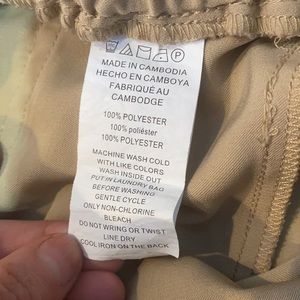 MADE IN CAMBODIA
HECHO EN CAMBOYA
FABRIQUÉ AU
CAMBODGE
100% POLYESTER
100% poliéster
100% POLYESTER
MACHINE WASH COLD
WITH LIKE COLORS
WASH INSIDE OUT
PUT IN LAUNDRY BAG
BEFORE WASHING
GENTLE CYCLE
ONLY NON-CHLORINE
BLEACH
DO NOT WRING OR TWIST
LINE DRY
COOL IRON ON THE BACK